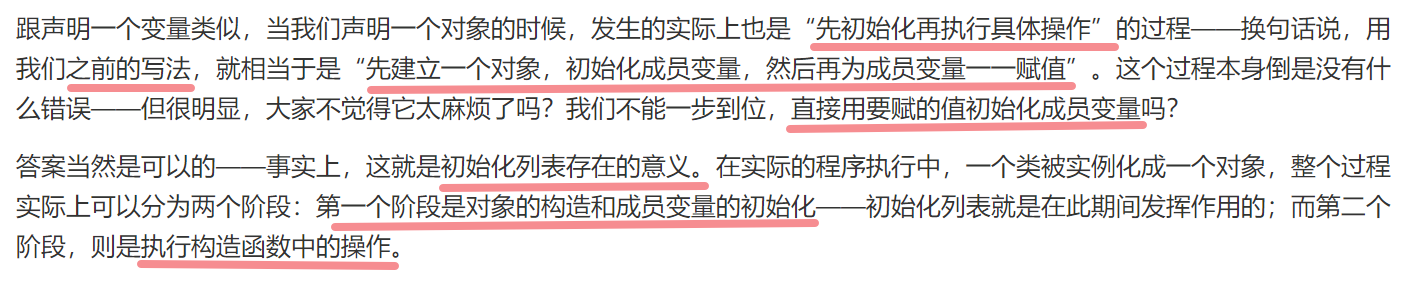 跟声明一个变量类似，当我们声明一个对象的时候，发生的实际上也是“先初始化再执行具体操作”的过程——换句话说，用
我们之前的写法，就相当于是“先建立一个对象，初始化成员变量，然后再为成员变量一一赋值”。这个过程本身倒是没有什
么错误——但很明显，大家不觉得它太麻烦了吗？我们不能一步到位，直接用要赋的值初始化成员变量吗？
答案当然是可以的——事实上，这就是初始化列表存在的意义。在实际的程序执行中，一个类被实例化成一个对象，整个过程
实际上可以分为两个阶段：第一个阶段是对象的构造和成员变量的初始化——初始化列表就是在此期间发挥作用的；而第二个
阶段，则是执行构造函数中的操作。